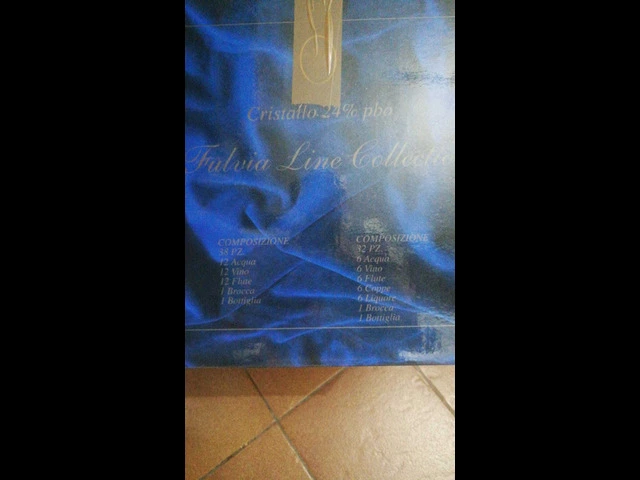 Cristallo 24% pbo
Fulvia Line Collectio
COMPOSIZIONE
38 PZ.
12 Acqua
12 Vino
12 Flute
1 Brocca
1 Bottiglia
COMPOSIZIONE
32 PZ.
6 Acqua
6 Vino
6 Flute
6 Coppe
6 Liquore
1 Brocca
1 Bottiglia